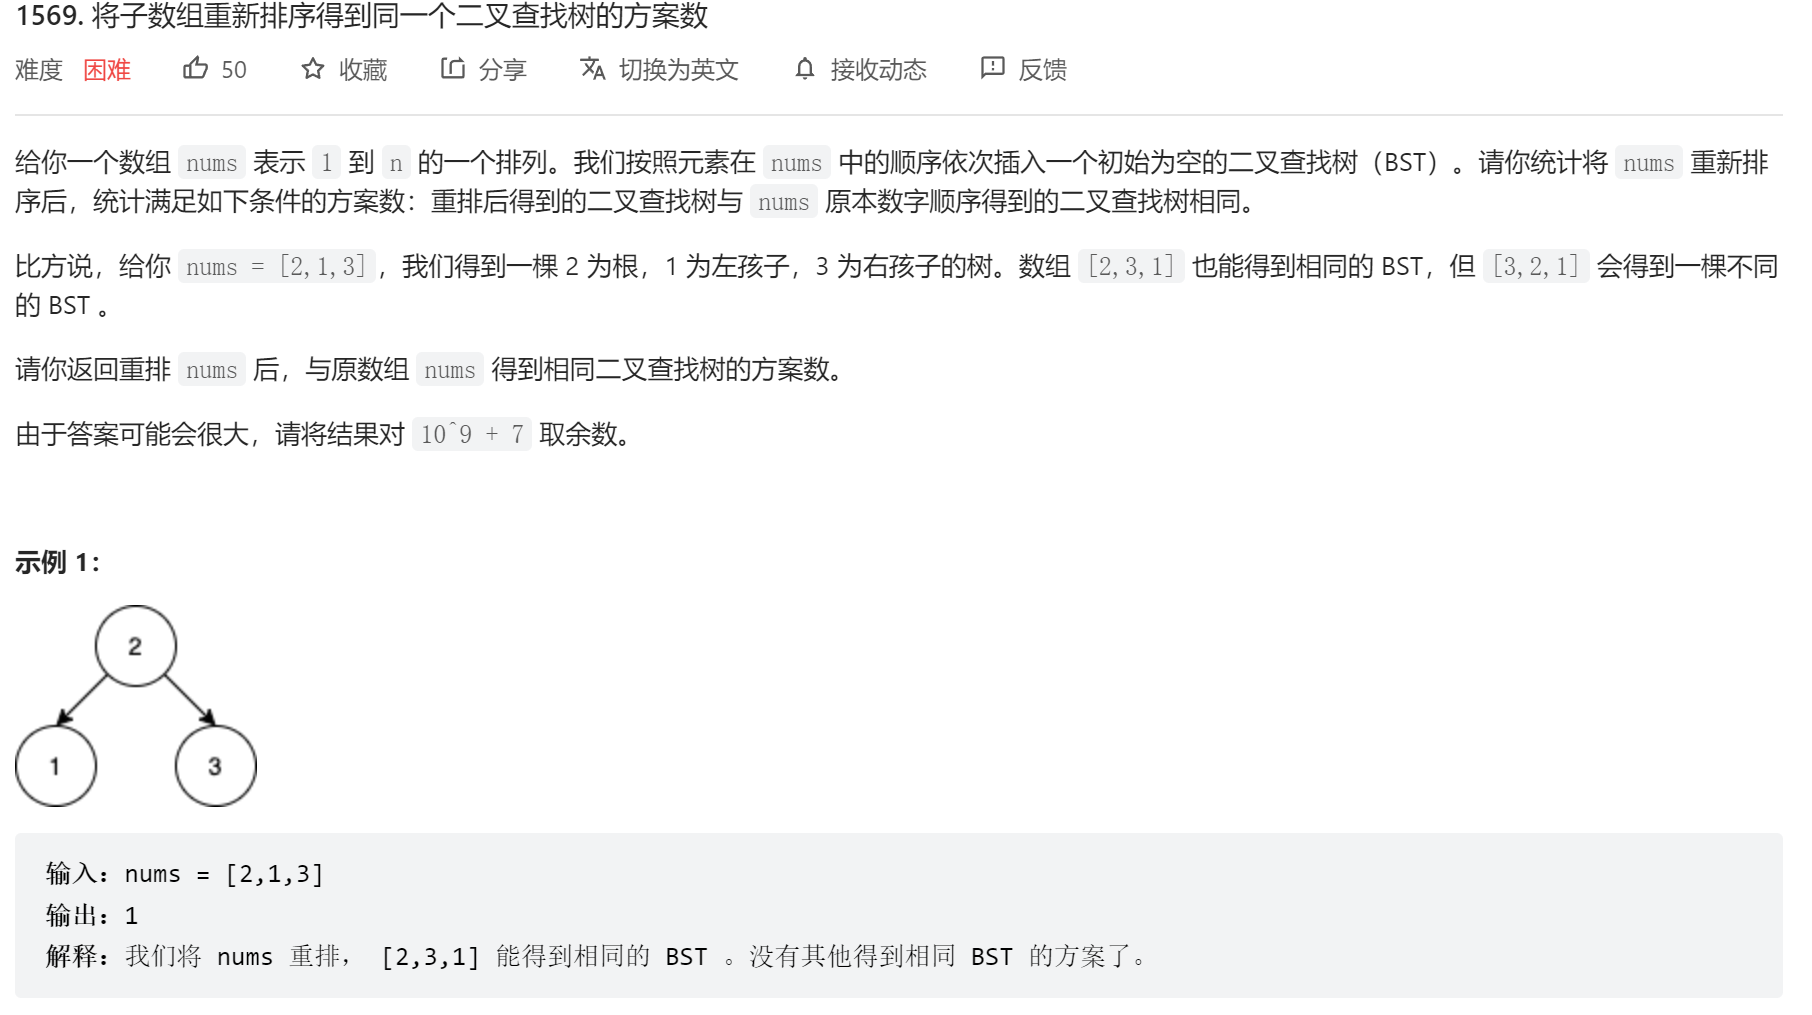 1569. 将子数组重新排序得到同一个二叉查找树的方案数
难度 困难 50 收藏 分享 切换为英文 接收动态 反馈
给你一个数组 nums 表示 1 到 n 的一个排列。我们按照元素在 nums 中的顺序依次插入一个初始为空的二叉查找树（BST）。请你统计将 nums 重新排
序后，统计满足如下条件的方案数：重排后得到的二叉查找树与 nums 原本数字顺序得到的二叉查找树相同。
比方说，给你 nums = [2,1,3]，我们得到一棵 2 为根，1 为左孩子，3 为右孩子的树。数组 [2,3,1] 也能得到相同的 BST，但 [3,2,1] 会得到一棵不同
的 BST 。
请你返回重排 nums 后，与原数组 nums 得到相同二叉查找树的方案数。
由于答案可能会很大，请将结果对 10^9 + 7 取余数。
示例 1：
2
1 3
输入：nums = [2,1,3]
输出：1
解释：我们将 nums 重排， [2,3,1] 能得到相同的 BST 。没有其他得到相同 BST 的方案了。